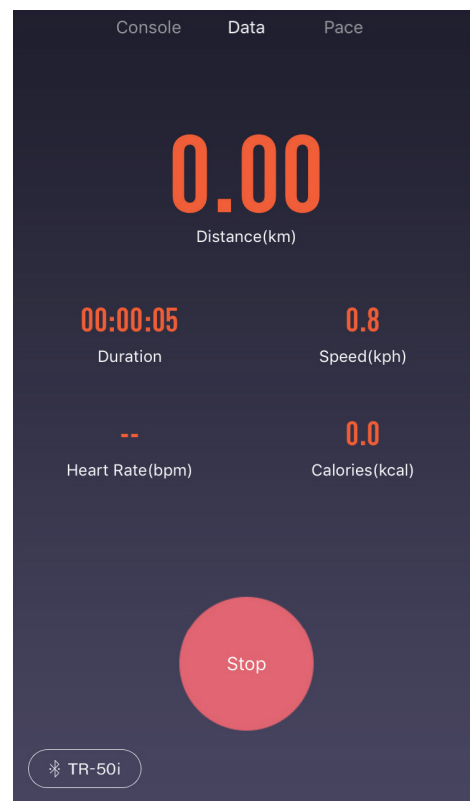 Console Data Pace
0.00
Distance(km)
00:00:05 0.8
Duration Speed(kph)
-- 0.0
Heart Rate(bpm) Calories(kcal)
Stop
TR-50i